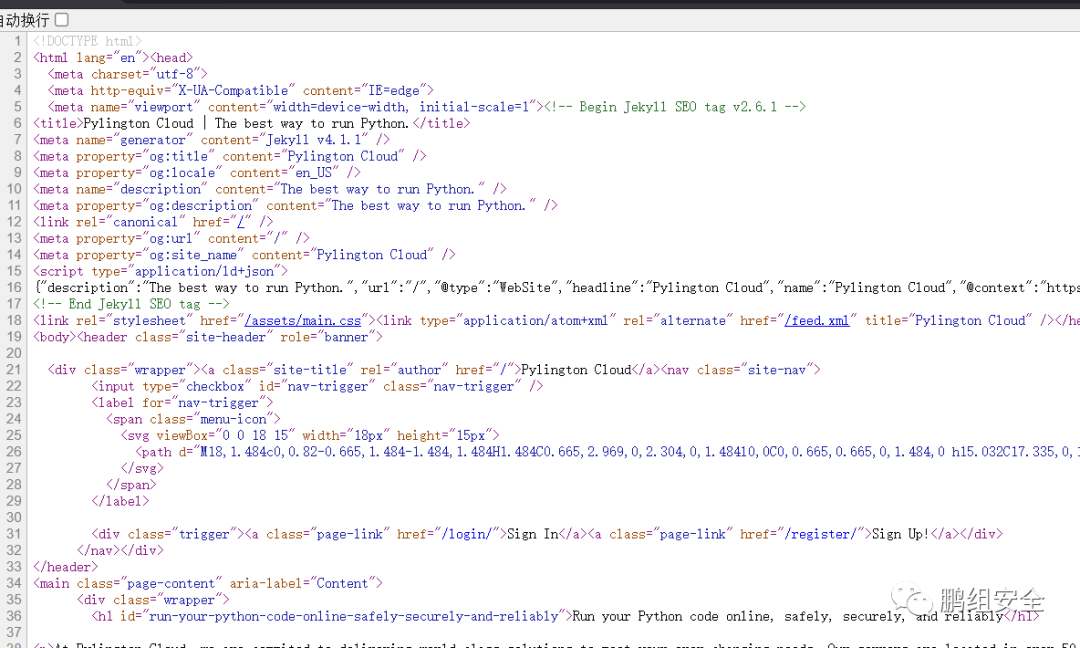 自动换行
1 <!DOCTYPE html>
2 <html lang="en"><head>
3 <meta charset="utf-8">
4 <meta http-equiv="X-UA-Compatible" content="IE=edge">
5 <meta name="viewport" content="width=device-width, initial-scale=1"><!-- Begin Jekyll SEO tag v2.6.1 -->
6 <title>Pylington Cloud | The best way to run Python.</title>
7 <meta name="generator" content="Jekyll v4.1.1" />
8 <meta property="og:title" content="Pylington Cloud" />
9 <meta property="og:locale" content="en_US" />
10 <meta name="description" content="The best way to run Python." />
11 <meta property="og:description" content="The best way to run Python." />
12 <link rel="canonical" href="/" />
13 <meta property="og:url" content="/" />
14 <meta property="og:site_name" content="Pylington Cloud" />
15 <script type="application/ld+json">
16 {"description":"The best way to run Python.","url":"/","@type":"WebSite","headline":"Pylington Cloud","name":"Pylington Cloud","@context":"https
17 <!-- End Jekyll SEO tag -->
18 <link rel="stylesheet" href="/assets/main.css"><link type="application/atom+xml" rel="alternate" href="/feed.xml" title="Pylington Cloud" /></he
19 <body><header class="site-header" role="banner">
20
21 <div class="wrapper"><a class="site-title" rel="author" href="/">Pylington Cloud</a><nav class="site-nav">
22 <input type="checkbox" id="nav-trigger" class="nav-trigger" />
23 <label for="nav-trigger">
24 <span class="menu-icon">
25 <svg viewBox="0 0 18 15" width="18px" height="15px">
26 <path d="M18,1.484c0,0.82-0.665,1.484-1.484,1.484H1.484C0.665,2.969,0,2.304,0,1.484l0,0C0,0.665,0.665,0,1.484,0 h15.032C17.335,0,1
27 </svg>
28 </span>
29 </label>
30
31 <div class="trigger"><a class="page-link" href="/login/">Sign In</a><a class="page-link" href="/register/">Sign Up!</a></div>
32 </nav></div>
33 </header>
34 <main class="page-content" aria-label="Content">
35 <div class="wrapper">
36 <h1 id="run-your-python-code-online-safely-securely-and-reliably">Run your Python code online, safely, securely, and reliably</h1>
37
鹏组安全